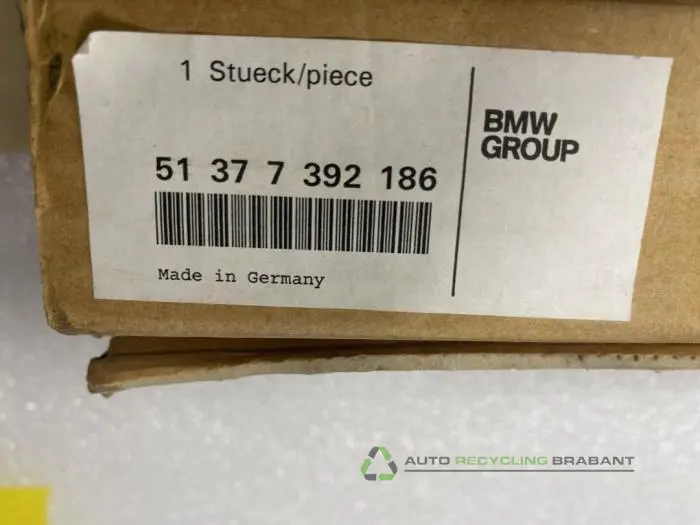 1 Stueck/piece
BMW
GROUP
51 37 7 392 186
Made in Germany
AUTO RECYCLING BRABANT